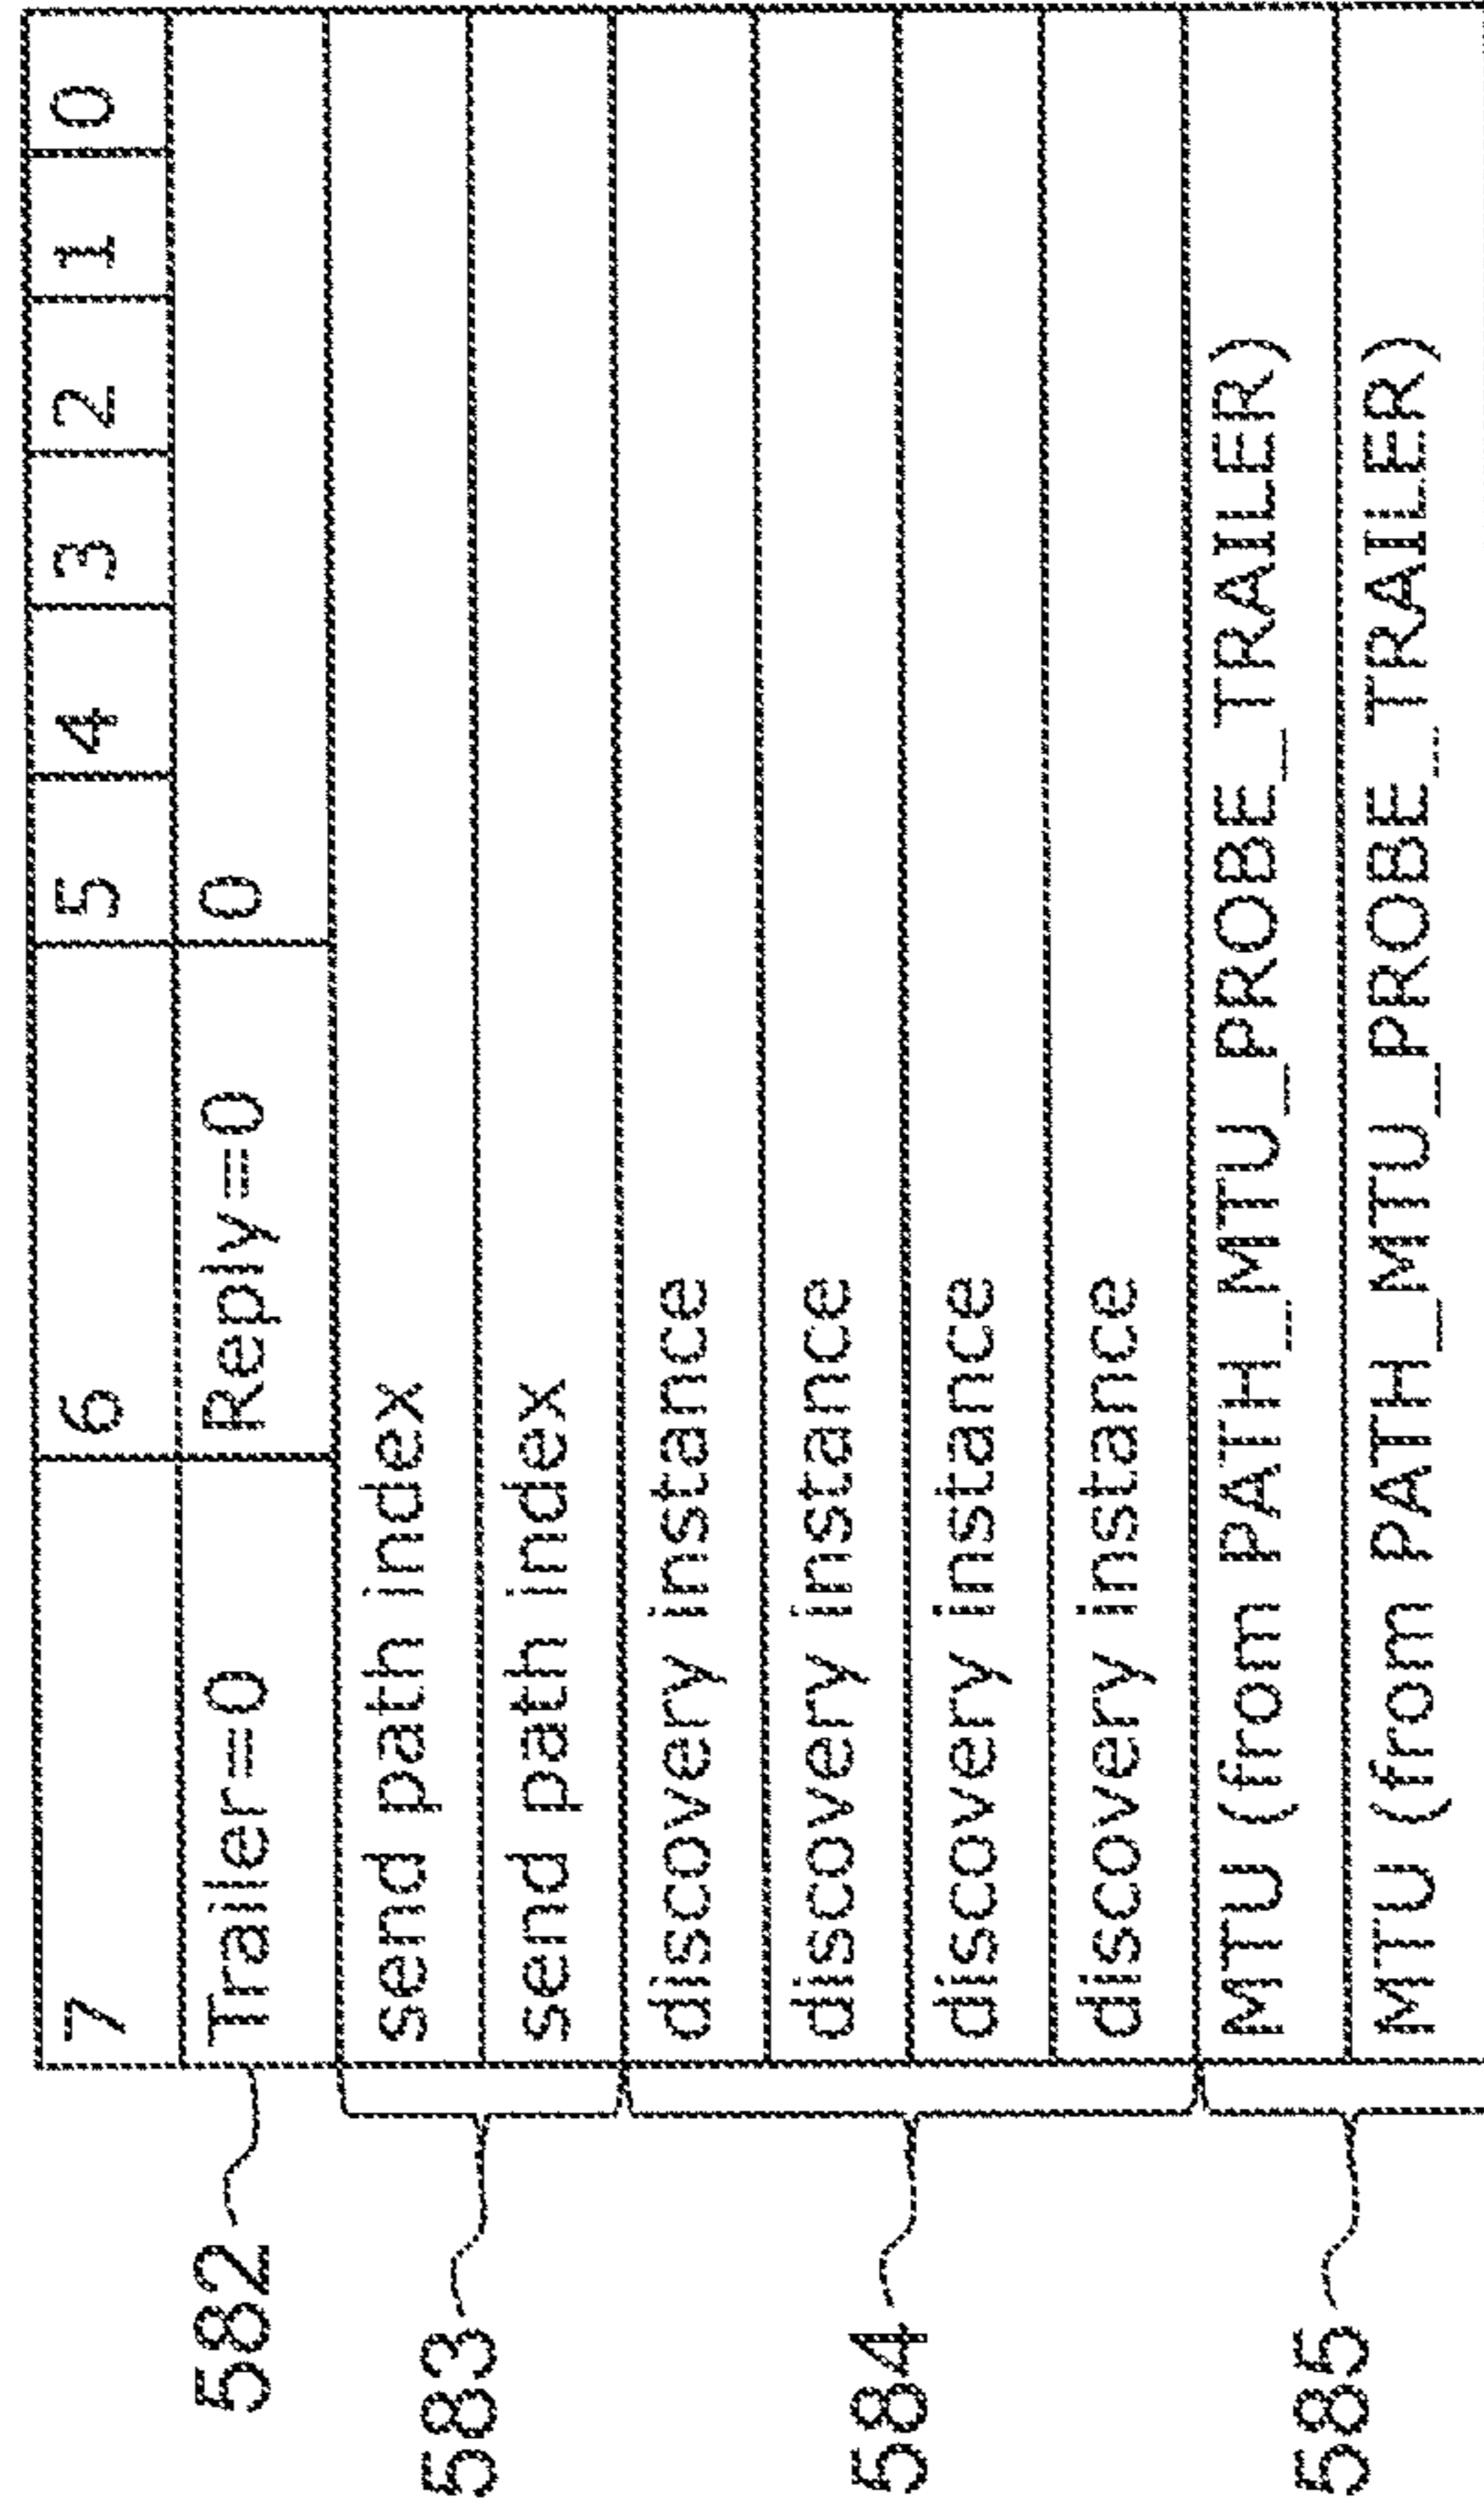 7 6 5 4 3 2 1 0
582 Trailer=0 Reply=0 0
583 send path index
send path index
584 discovery instance
discovery instance
discovery instance
discovery instance
585 MTU (from PATH_MTU_PROBE_TRAILER)
MTU (from PATH_MTU_PROBE_TRAILER)